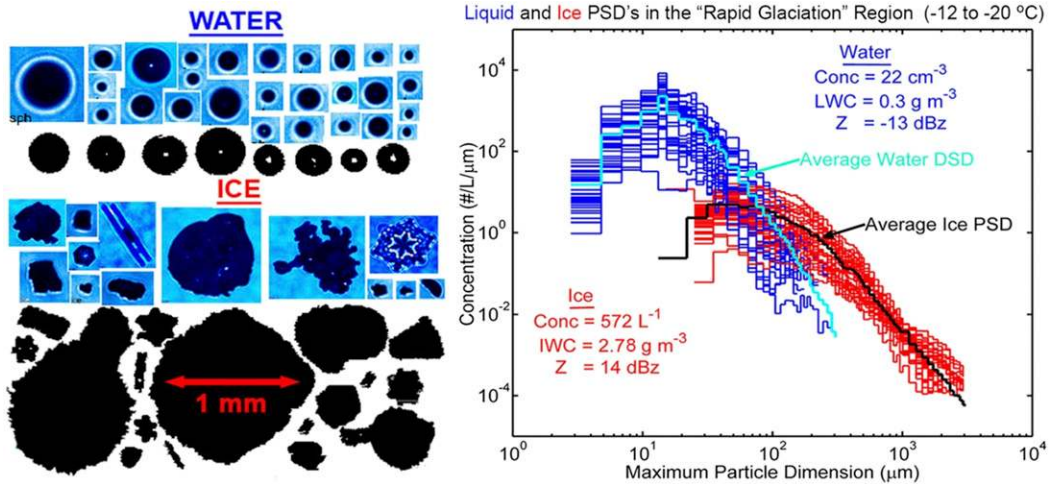 WATER
sph
ICE
1 mm
Liquid and Ice PSD's in the “Rapid Glaciation” Region (-12 to -20 ºC)
Water
Conc = 22 cm-3
LWC = 0.3 g m-3
Z = -13 dBz
Average Water DSD
Average Ice PSD
Ice
Conc = 572 L-1
IWC = 2.78 g m-3
Z = 14 dBz
Concentration (#/L/μm)
10^4
10^2
10^0
10^-2
10^-4
10^0 10^1 10^2 10^3 10^4
Maximum Particle Dimension (μm)